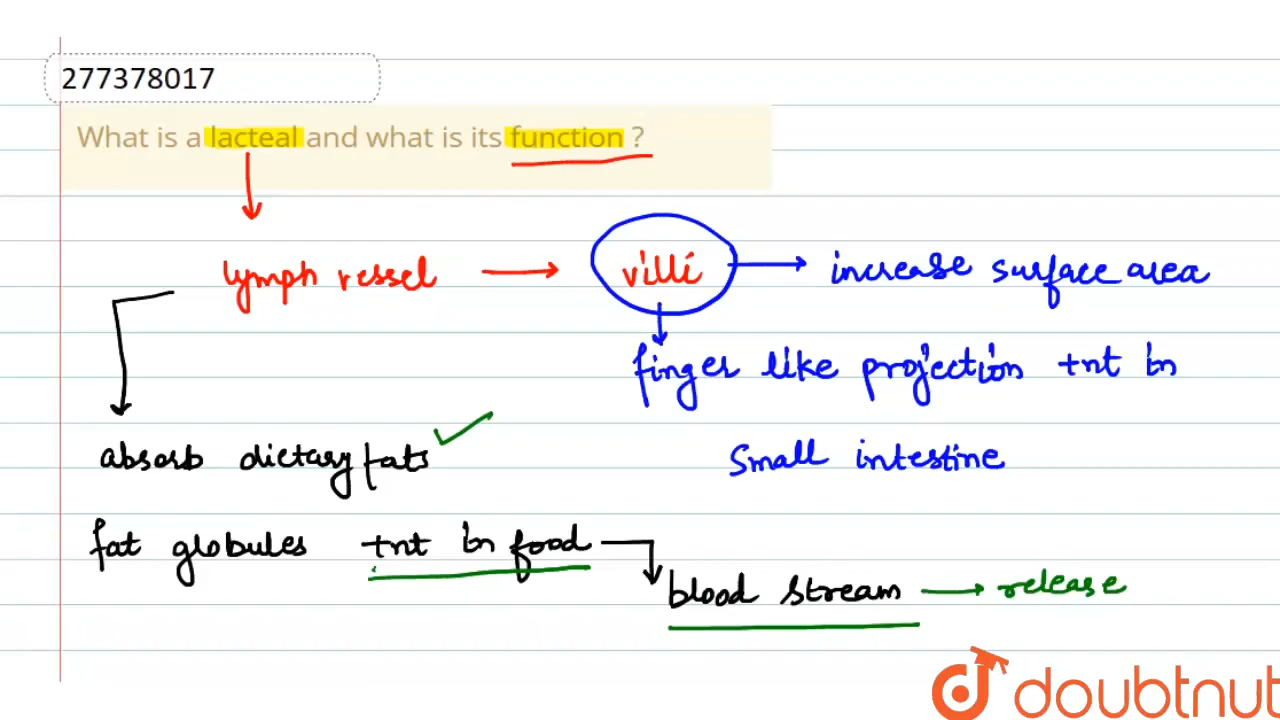 277378017
What is a lacteal and what is its function ?
lymph vessel → villi → increase surface area
finger like projection tnt in
small intestine
absorb dietary fats ✓
fat globules tnt in food
blood stream → release
doubtnut